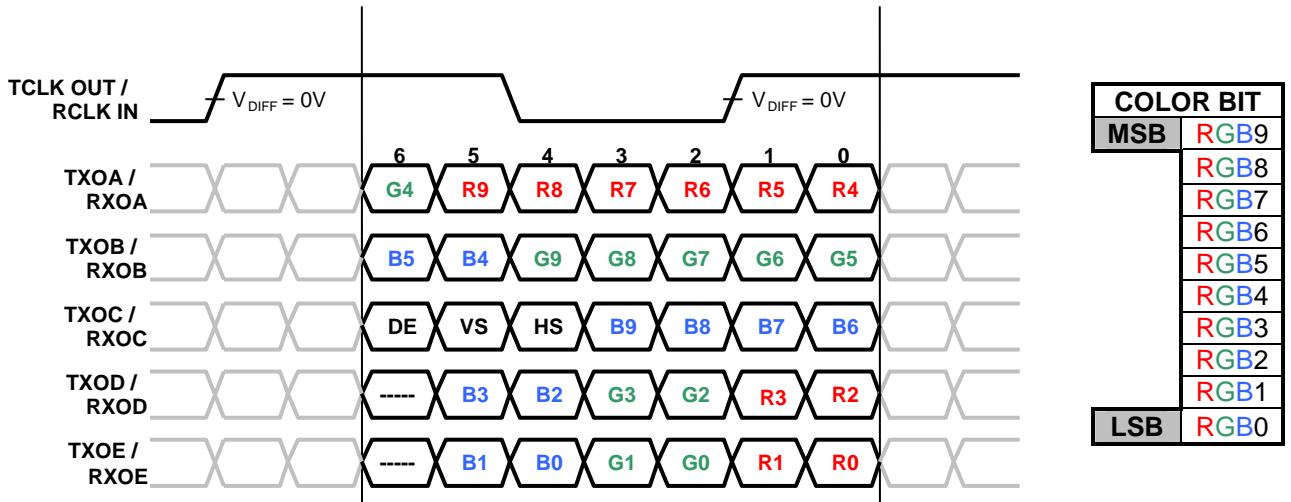 TCLK OUT /
RCLK IN
V DIFF = 0V
V DIFF = 0V
6 5 4 3 2 1 0
TXOA /
RXOA
G4 R9 R8 R7 R6 R5 R4
TXOB /
RXOB
B5 B4 G9 G8 G7 G6 G5
TXOC /
RXOC
DE VS HS B9 B8 B7 B6
TXOD /
RXOD
----- B3 B2 G3 G2 R3 R2
TXOE /
RXOE
----- B1 B0 G1 G0 R1 R0
COLOR BIT
MSB RGB9
RGB8
RGB7
RGB6
RGB5
RGB4
RGB3
RGB2
RGB1
LSB RGB0